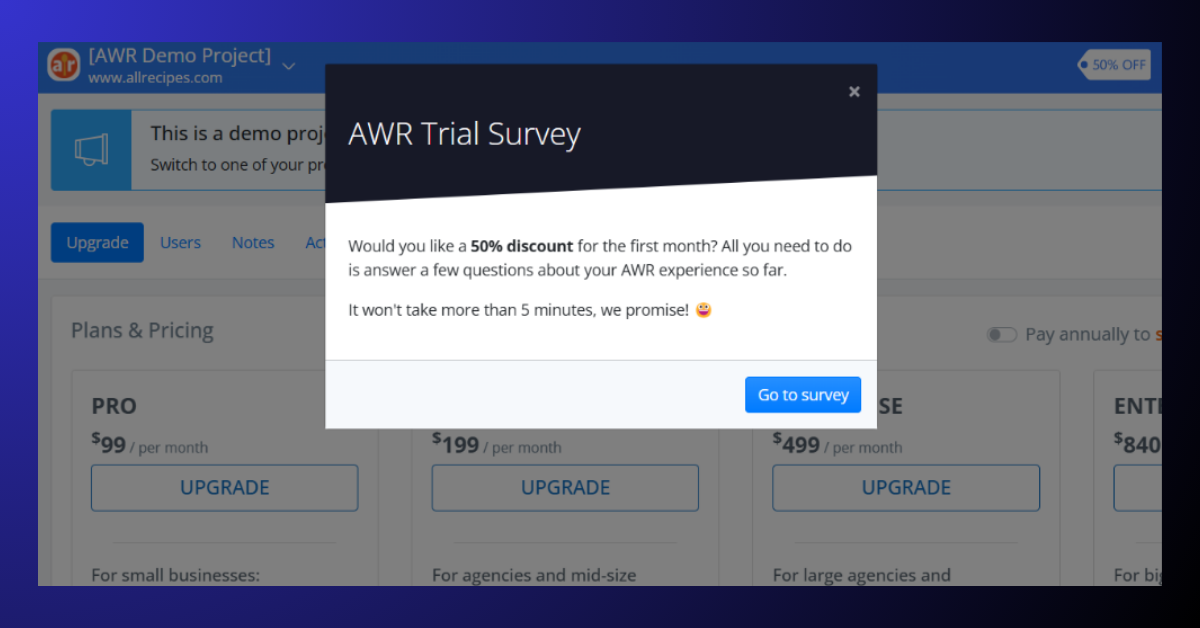 [AWR Demo Project]
www.allrecipes.com
50% OFF
This is a demo proj
Switch to one of your pr
×
AWR Trial Survey
Upgrade Users Notes Act
Would you like a 50% discount for the first month? All you need to do
is answer a few questions about your AWR experience so far.
It won't take more than 5 minutes, we promise! 😀
Go to survey
Plans & Pricing
Pay annually to s
PRO
$99 / per month
UPGRADE
$199 / per month
UPGRADE
SE
$499 / per month
UPGRADE
ENTE
$840
For small businesses:
For agencies and mid-size
For large agencies and
For big